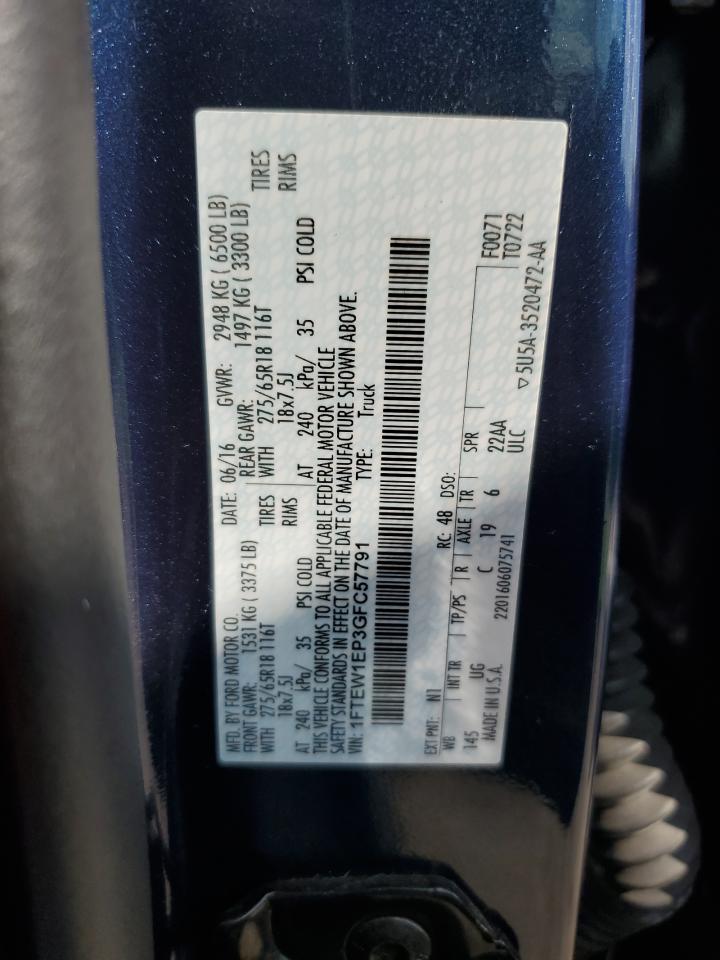 MFD. BY FORD MOTOR CO. DATE: 06/16 GVWR: 2948 KG ( 6500 LB)
FRONT GAWR: 1531 KG ( 3375 LB) REAR GAWR: 1497 KG ( 3300 LB)
WITH 275/65R18 116T TIRES WITH 275/65R18 116T TIRES
18x7.5J RIMS 18x7.5J RIMS
AT 240 kPa/ 35 PSI COLD AT 240 kPa/ 35 PSI COLD
THIS VEHICLE CONFORMS TO ALL APPLICABLE FEDERAL MOTOR VEHICLE
SAFETY STANDARDS IN EFFECT ON THE DATE OF MANUFACTURE SHOWN ABOVE.
VIN: 1FTEW1EP3GFC57791 TYPE: Truck
EXT PNT: N1 RC: 48 DSO: F0071
WB INT TR TP/PS R AXLE TR SPR T0722
145 UG C 19 6 22AA
MADE IN U.S.A. 2201606075741 ULC ▽5U5A-3520472-AA